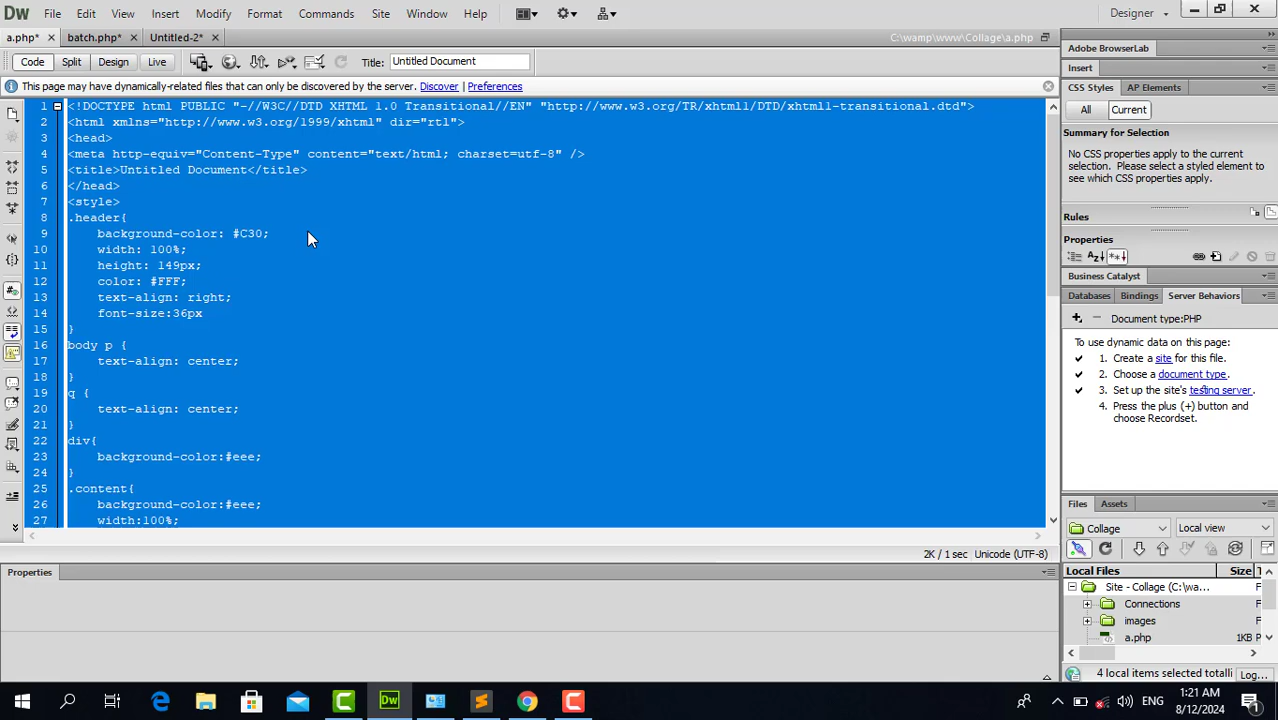 Dw File Edit View Insert Modify Format Commands Site Window Help Designer
a.php* batch.php* Untitled-2* C:\wamp\www\Collage\a.php
Code Split Design Live Title: Untitled Document
This page may have dynamically-related files that can only be discovered by the server. Discover Preferences
1 <!DOCTYPE html PUBLIC "-//W3C//DTD XHTML 1.0 Transitional//EN" "http://www.w3.org/TR/xhtml1/DTD/xhtml1-transitional.dtd">
2 <html xmlns="http://www.w3.org/1999/xhtml" dir="rtl">
3 <head>
4 <meta http-equiv="Content-Type" content="text/html; charset=utf-8" />
5 <title>Untitled Document</title>
6 </head>
7 <style>
8 .header{
9 background-color: #C30;
10 width: 100%;
11 height: 149px;
12 color: #FFF;
13 text-align: right;
14 font-size:36px
15 }
16 body p {
17 text-align: center;
18 }
19 q {
20 text-align: center;
21 }
22 div{
23 background-color:#eee;
24 }
25 .content{
26 background-color:#eee;
27 width:100%;
2K / 1 sec Unicode (UTF-8)
Properties
Adobe BrowserLab
Insert
CSS Styles AP Elements
All Current
Summary for Selection
No CSS properties apply to the current
selection. Please select a styled element to
see which CSS properties apply.
Rules
Properties
Business Catalyst
Databases Bindings Server Behaviors
Document type:PHP
To use dynamic data on this page:
1. Create a site for this file.
2. Choose a document type.
3. Set up the site's testing server.
4. Press the plus (+) button and
choose Recordset.
Files Assets
Collage Local view
Local Files Size T
Site - Collage (C:\wa... F
Connections F
images F
a.php 1KB P
4 local items selected totalli Log...
Dw ENG 1:21 AM
8/12/2024 1